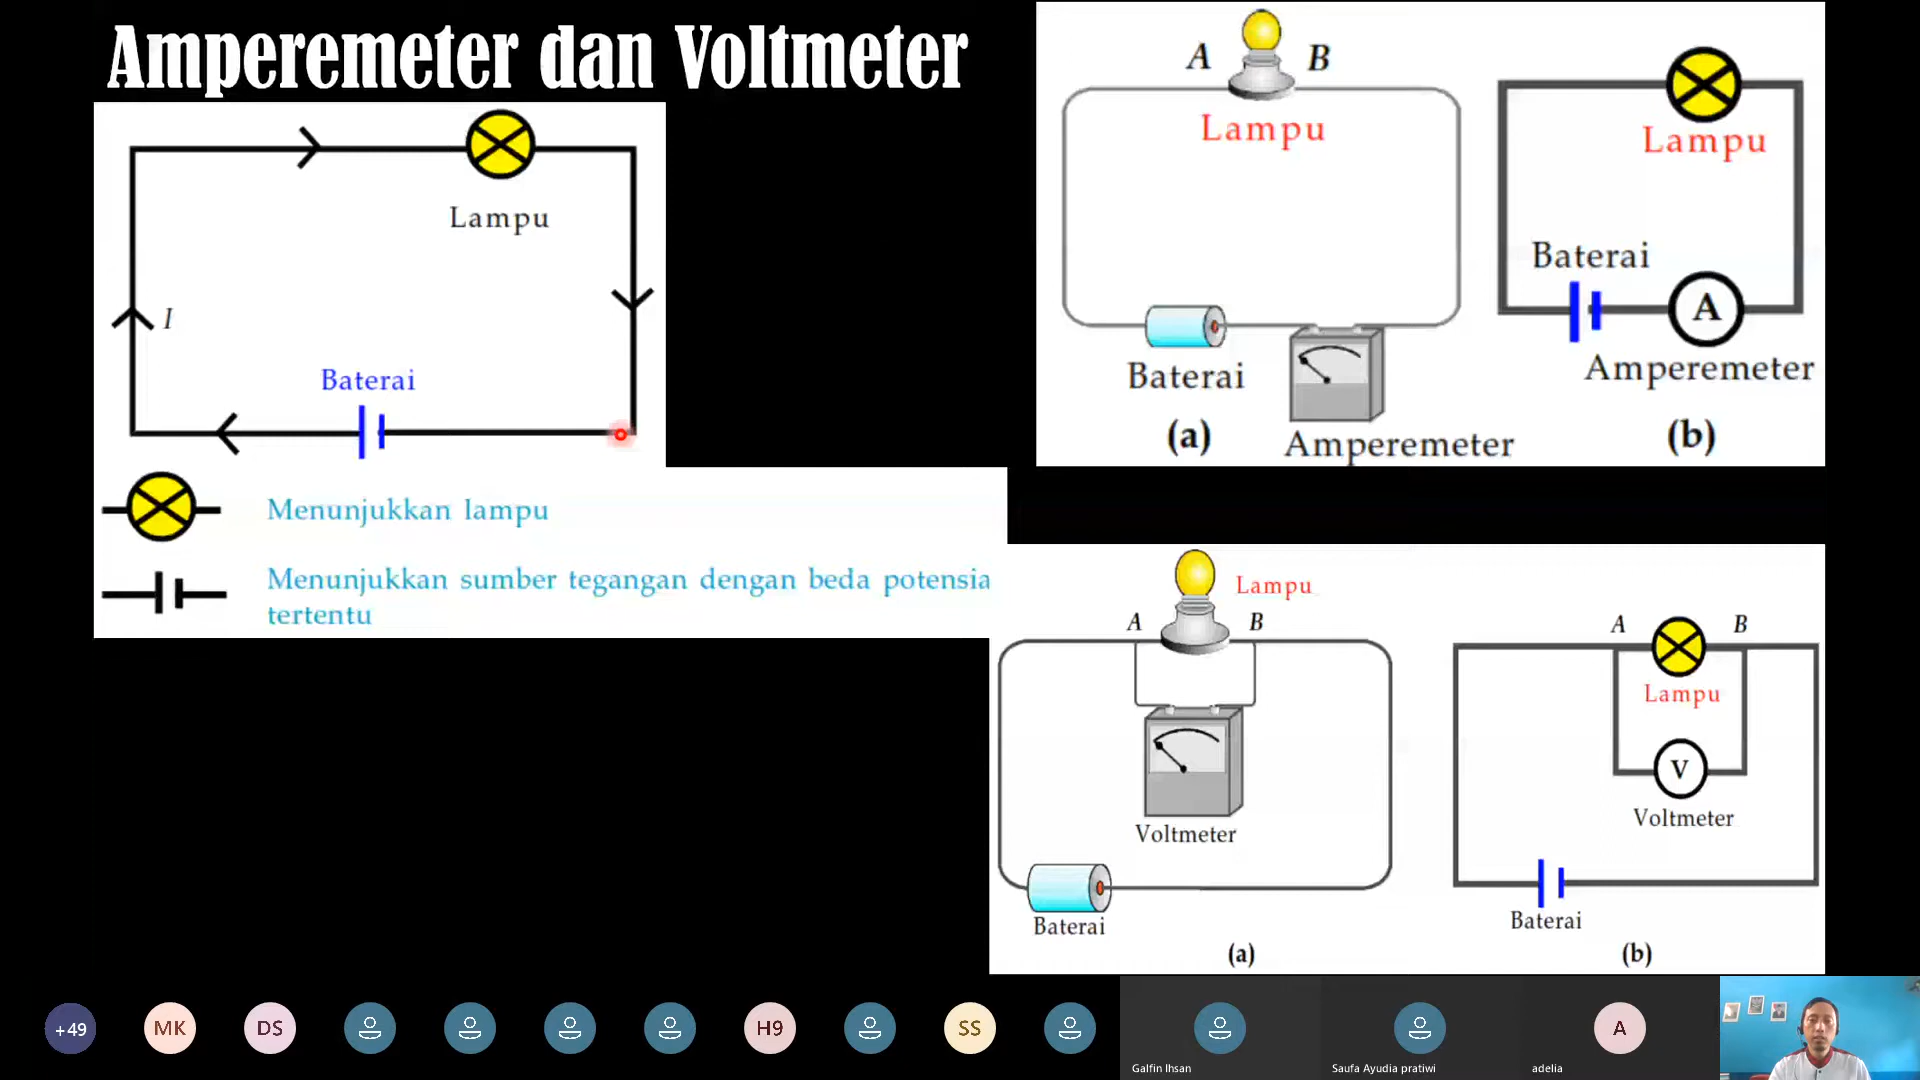 Amperemeter dan Voltmeter
Lampu
I
Baterai
Menunjukkan lampu
Menunjukkan sumber tegangan dengan beda potensia
tertentu
A B
Lampu
Baterai
Amperemeter
(a)
Lampu
Baterai
A
Amperemeter
(b)
Lampu
A B
Voltmeter
Baterai
(a)
A B
Lampu
V
Voltmeter
Baterai
(b)
+49
MK
DS
H9
SS
Galfin Ihsan
Saufa Ayudia pratiwi
A
adelia